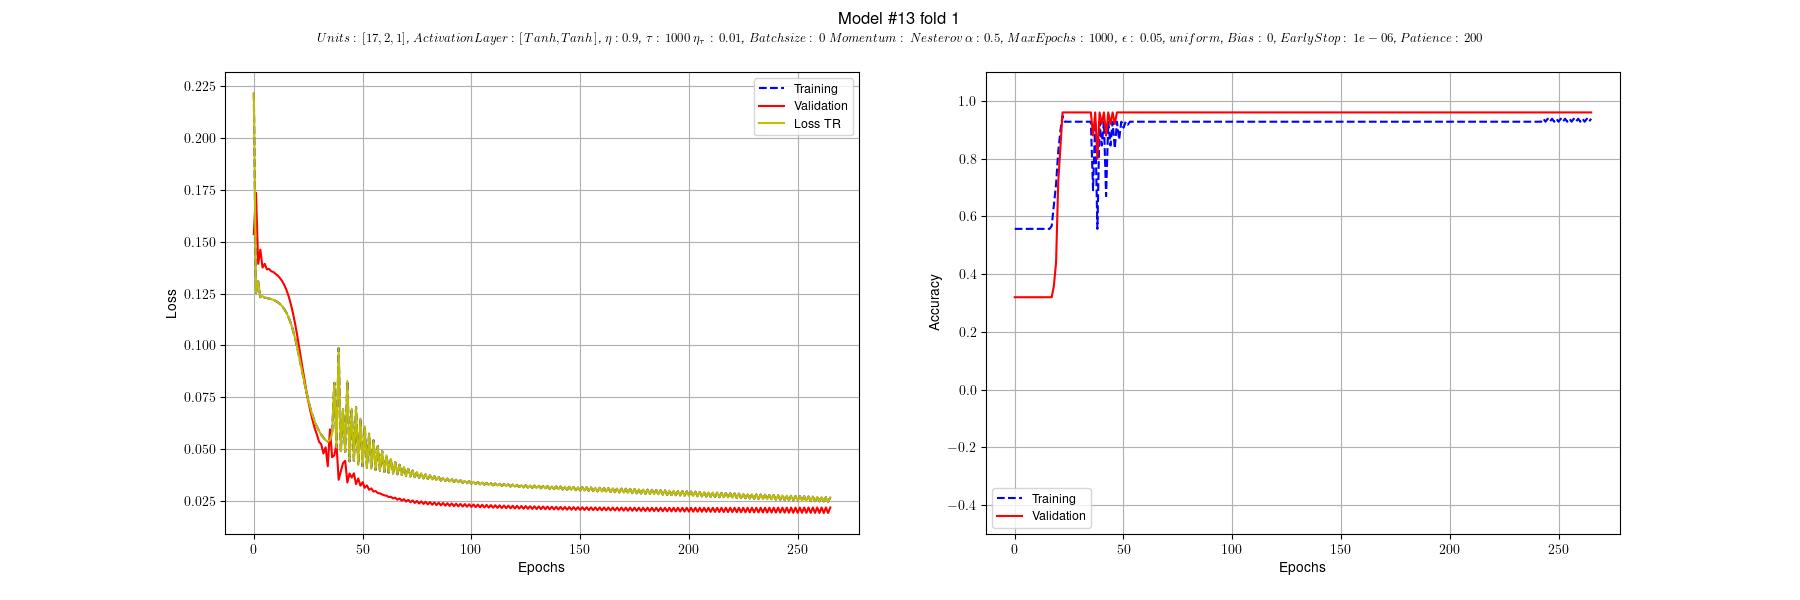 Model #13 fold 1
Units : [17, 2, 1], ActivationLayer : [Tanh, Tanh], η : 0.9, τ : 1000 ητ : 0.01, Batchsize : 0 Momentum : Nesterov α : 0.5, MaxEpochs : 1000, ϵ : 0.05, uniform, Bias : 0, EarlyStop : 1e − 06, Patience : 200
0.225
0.200
0.175
0.150
0.125
0.100
0.075
0.050
0.025
Loss
0 50 100 150 200 250
Epochs
Training
Validation
Loss TR
1.0
0.8
0.6
0.4
0.2
0.0
−0.2
−0.4
Accuracy
0 50 100 150 200 250
Epochs
Training
Validation